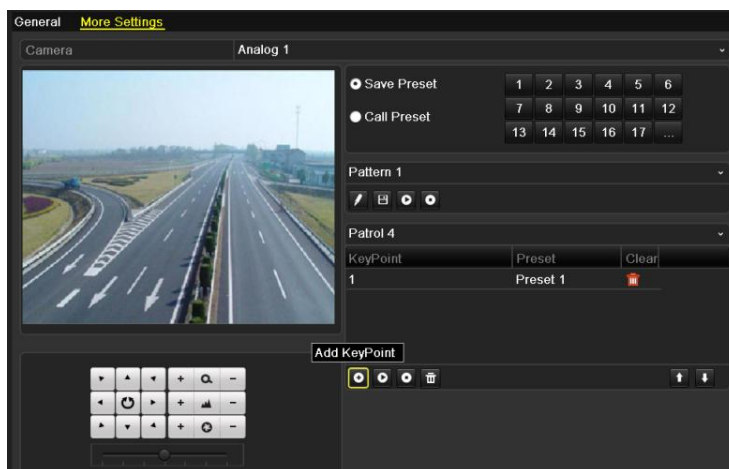 General More Settings
Camera Analog 1
Save Preset
Call Preset
1 2 3 4 5 6
7 8 9 10 11 12
13 14 15 16 17 ...
Pattern 1
Patrol 4
KeyPoint Preset Clear
1 Preset 1
Add KeyPoint